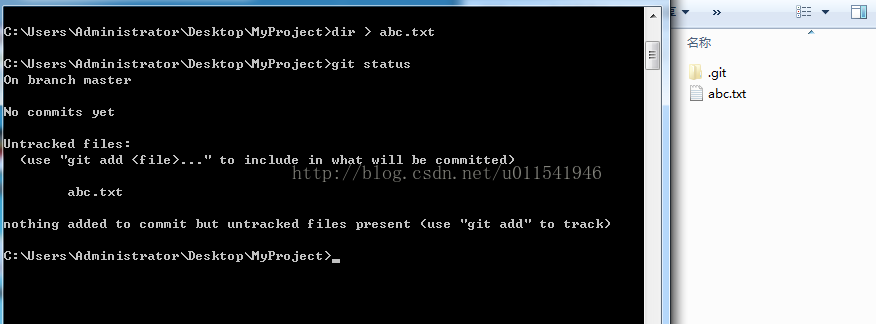 C:\Users\Administrator\Desktop\MyProject>dir > abc.txt
C:\Users\Administrator\Desktop\MyProject>git status
On branch master
No commits yet
Untracked files:
(use "git add <file>..." to include in what will be committed)
abc.txt
nothing added to commit but untracked files present (use "git add" to track)
C:\Users\Administrator\Desktop\MyProject>
http://blog.csdn.net/u011541946
»
名称
.git
abc.txt